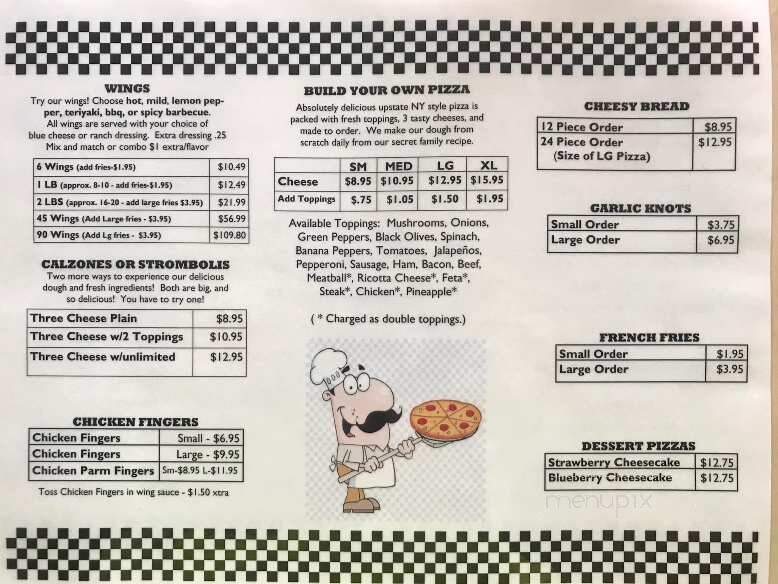 WINGS
Try our wings! Choose hot, mild, lemon pep-
per, teriyaki, bbq, or spicy barbecue.
All wings are served with your choice of
blue cheese or ranch dressing. Extra dressing .25
Mix and match or combo $1 extra/flavor
6 Wings (add fries-$1.95) $10.49
1 LB (approx. 8-10 - add fries-$1.95) $12.49
2 LBS (approx. 16-20 - add large fries $3.95) $21.99
45 Wings (Add Large fries - $3.95) $56.99
90 Wings (Add Lg fries - $3.95) $109.80
CALZONES OR STROMBOLIS
Two more ways to experience our delicious
dough and fresh ingredients! Both are big, and
so delicious! You have to try one!
Three Cheese Plain $8.95
Three Cheese w/2 Toppings $10.95
Three Cheese w/unlimited $12.95
CHICKEN FINGERS
Chicken Fingers Small - $6.95
Chicken Fingers Large - $9.95
Chicken Parm Fingers Sm-$8.95 L-$11.95
Toss Chicken Fingers in wing sauce - $1.50 xtra
BUILD YOUR OWN PIZZA
Absolutely delicious upstate NY style pizza is
packed with fresh toppings, 3 tasty cheeses, and
made to order. We make our dough from
scratch daily from our secret family recipe.
SM MED LG XL
Cheese $8.95 $10.95 $12.95 $15.95
Add Toppings $.75 $1.05 $1.50 $1.95
Available Toppings: Mushrooms, Onions,
Green Peppers, Black Olives, Spinach,
Banana Peppers, Tomatoes, Jalapeños,
Pepperoni, Sausage, Ham, Bacon, Beef,
Meatball*, Ricotta Cheese*, Feta*,
Steak*, Chicken*, Pineapple*
( * Charged as double toppings.)
CHEESY BREAD
12 Piece Order $8.95
24 Piece Order $12.95
(Size of LG Pizza)
GARLIC KNOTS
Small Order $3.75
Large Order $6.95
FRENCH FRIES
Small Order $1.95
Large Order $3.95
DESSERT PIZZAS
Strawberry Cheesecake $12.75
Blueberry Cheesecake $12.75
menupix